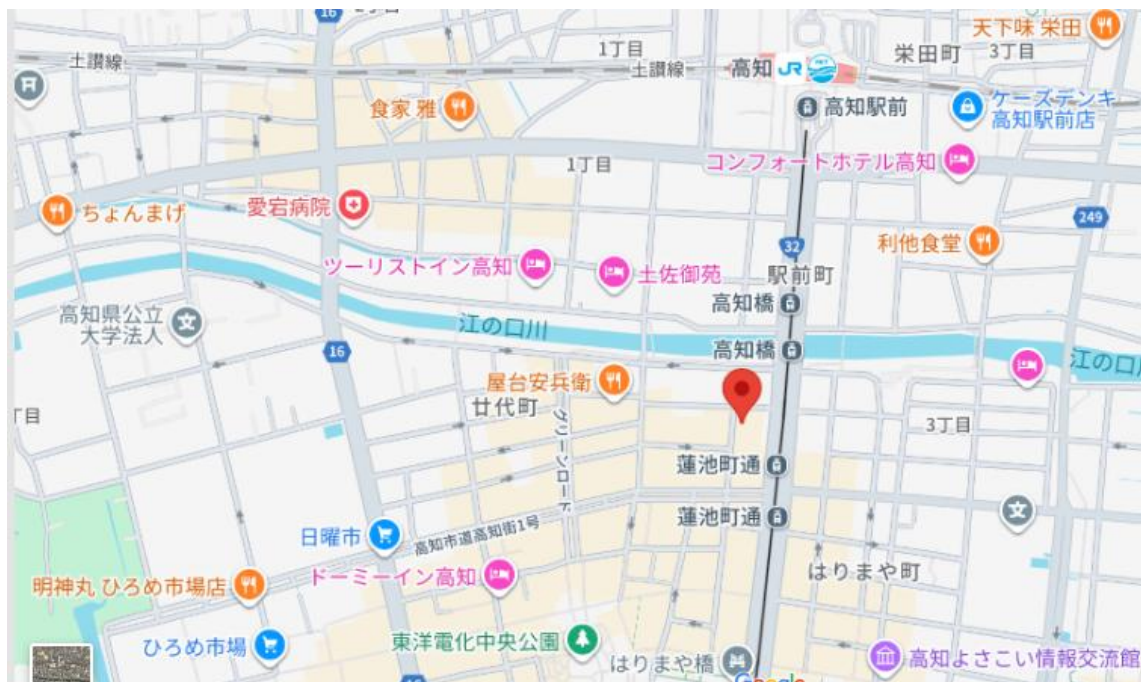 16
天下味 栄田
1丁目
栄田町
3丁目
土讃線
土讃線
高知
JR
食家 雅
高知駅前
ケーズデンキ
高知駅前店
1丁目
コンフォートホテル高知
愛宕病院
ちょんまげ
249
32
利他食堂
ツーリストイン高知
土佐御苑
駅前町
高知橋
高知県公立
大学法人
江の口川
16
高知橋
江の口
屋台安兵衛
廿代町
グリーンロード
丁目
3丁目
蓮池町通
蓮池町通
日曜市
高知市道高知街1号
ドーミーイン高知
はりまや町
明神丸 ひろめ市場店
ひろめ市場
東洋電化中央公園
はりまや橋
高知よさこい情報交流館
16
Google